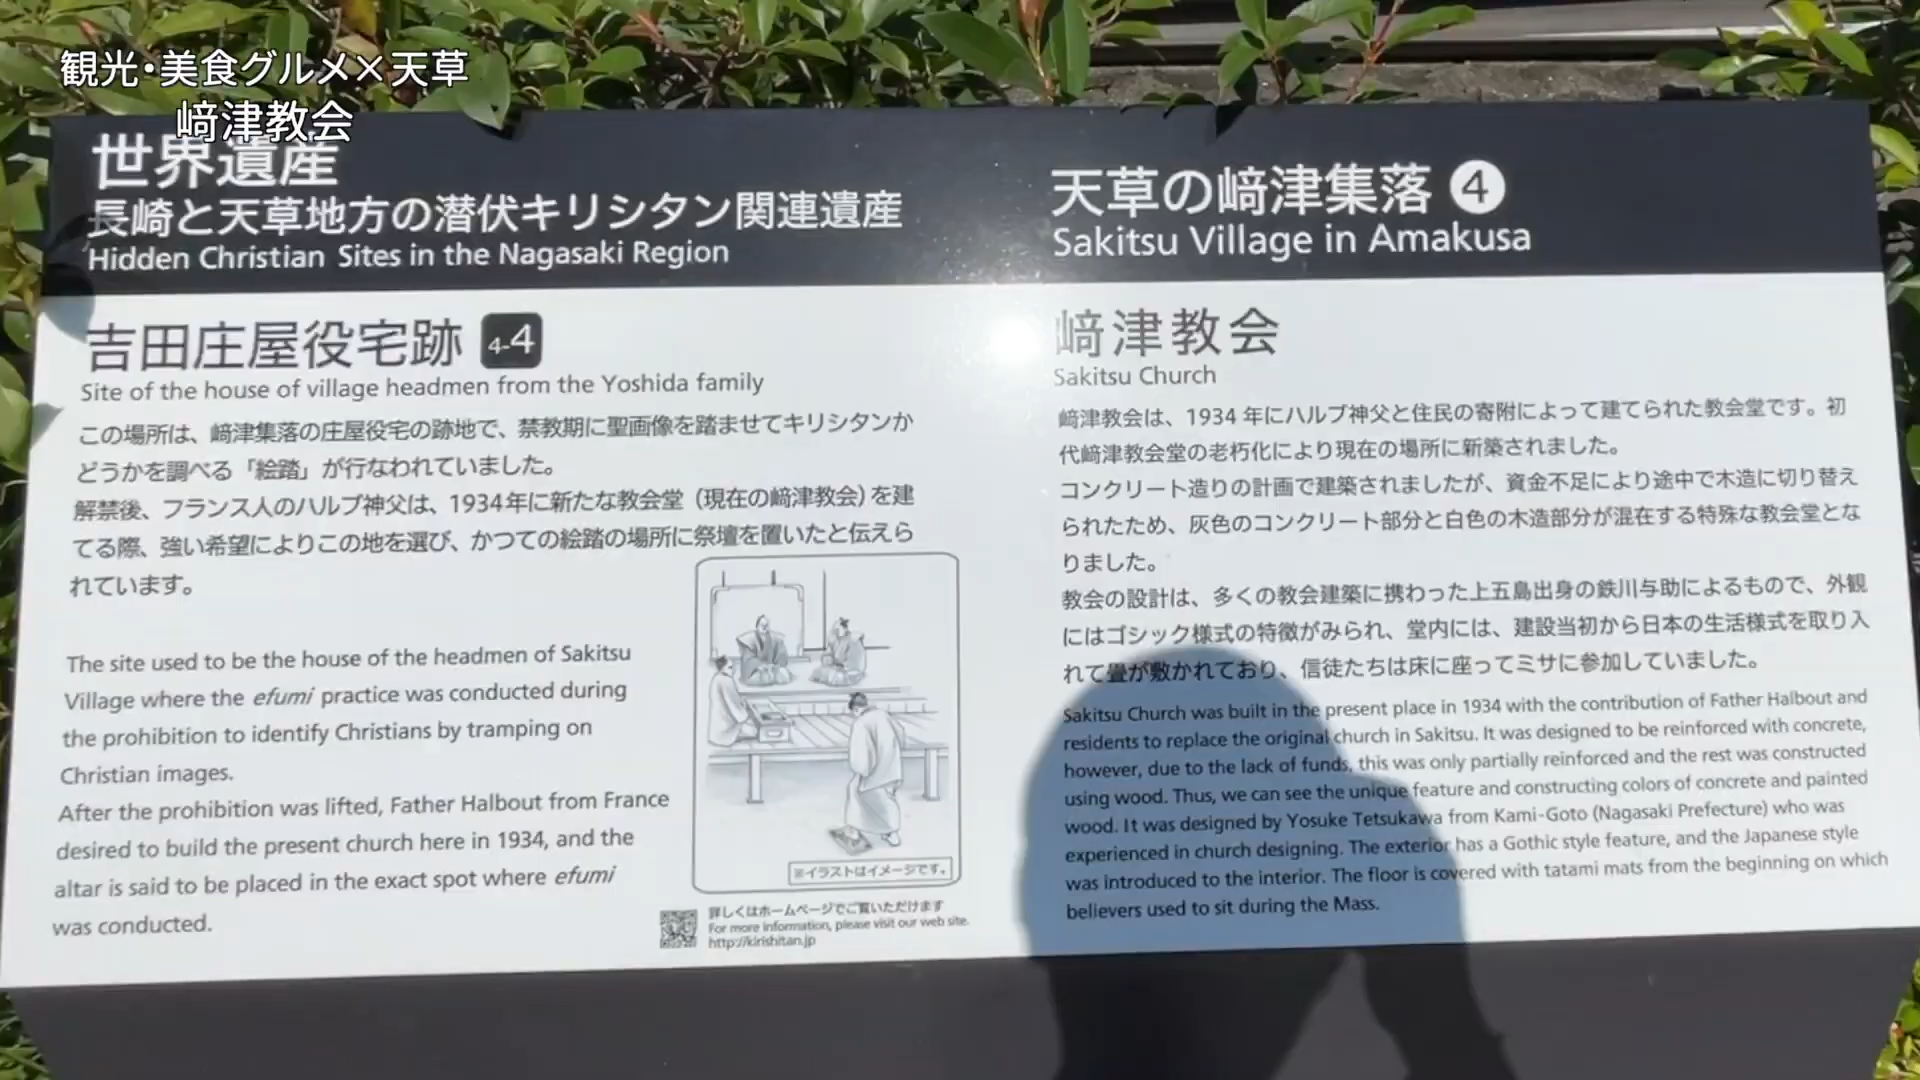 観光・美食グルメ×天草
﨑津教会
世界遺産
長崎と天草地方の潜伏キリシタン関連遺産
Hidden Christian Sites in the Nagasaki Region
天草の﨑津集落 4
Sakitsu Village in Amakusa
吉田庄屋役宅跡 4-4
Site of the house of village headmen from the Yoshida family
この場所は、﨑津集落の庄屋役宅の跡地で、禁教期に聖画像を踏ませてキリシタンか
どうかを調べる「絵踏」が行なわれていました。
解禁後、フランス人のハルブ神父は、1934年に新たな教会堂（現在の﨑津教会）を建
てる際、強い希望によりこの地を選び、かつての絵踏の場所に祭壇を置いたと伝えら
れています。
The site used to be the house of the headmen of Sakitsu
Village where the efumi practice was conducted during
the prohibition to identify Christians by tramping on
Christian images.
After the prohibition was lifted, Father Halbout from France
desired to build the present church here in 1934, and the
altar is said to be placed in the exact spot where efumi
was conducted.
※イラストはイメージです。
詳しくはホームページでご覧いただけます
For more information, please visit our web site.
http://kirishitan.jp
﨑津教会
Sakitsu Church
﨑津教会は、1934年にハルブ神父と住民の寄附によって建てられた教会堂です。初
代﨑津教会堂の老朽化により現在の場所に新築されました。
コンクリート造りの計画で建築されましたが、資金不足により途中で木造に切り替え
られたため、灰色のコンクリート部分と白色の木造部分が混在する特殊な教会堂とな
りました。
教会の設計は、多くの教会建築に携わった上五島出身の鉄川与助によるもので、外観
にはゴシック様式の特徴がみられ、堂内には、建設当初から日本の生活様式を取り入
れて畳が敷かれており、信徒たちは床に座ってミサに参加していました。
Sakitsu Church was built in the present place in 1934 with the contribution of Father Halbout and
residents to replace the original church in Sakitsu. It was designed to be reinforced with concrete,
however, due to the lack of funds, this was only partially reinforced and the rest was constructed
using wood. Thus, we can see the unique feature and constructing colors of concrete and painted
wood. It was designed by Yosuke Tetsukawa from Kami-Goto (Nagasaki Prefecture) who was
experienced in church designing. The exterior has a Gothic style feature, and the Japanese style
was introduced to the interior. The floor is covered with tatami mats from the beginning on which
believers used to sit during the Mass.